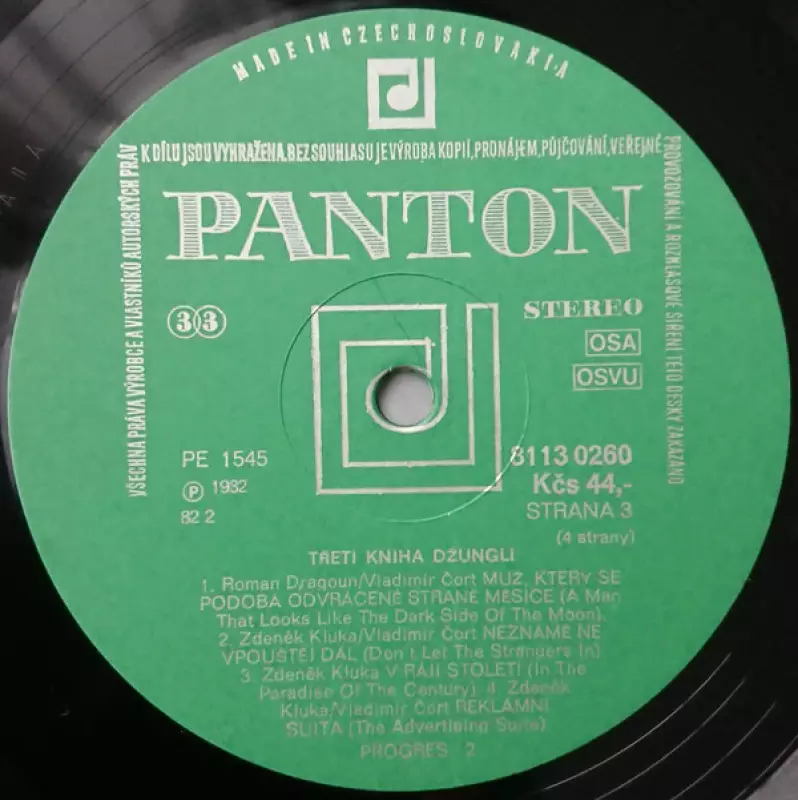 MADE IN CZECHOSLOVAKIA
VŠECHNA PRÁVA VÝROBCE A VLASTNÍKŮ AUTORSKÝCH PRÁV
K DÍLU JSOU VYHRAŽENA. BEZ SOUHLASU JE VÝROBA KOPIÍ, PRONÁJEM, PŮJČOVÁNÍ, VEŘEJNÉ
PROVOZOVÁNÍ A ROZHLASOVÉ ŠÍŘENÍ TÉTO DESKY ZAKÁZÁNO
PANTON
33
STEREO
OSA
OSVU
PE 1545
8113 0260
℗ 1982
Kčs 44,-
82 2
STRANA 3
(4 strany)
TŘETÍ KNIHA DŽUNGLÍ
1. Roman Dragoun/Vladimír Čort MUŽ, KTERÝ SE
PODOBÁ ODVRÁCENÉ STRANĚ MĚSÍCE (A Man
That Looks Like The Dark Side Of The Moon),
2. Zdeněk Kluka/Vladimír Čort NEZNÁMÉ NE
VPOUŠTĚJ DÁL (Don't Let The Strangers In)
3. Zdeněk Kluka V RÁJI STOLETÍ (In The
Paradise Of The Century) 4. Zdeněk
Kluka/Vladimír Čort REKLAMNÍ
SUITA (The Advertising Suite)
PROGRES 2